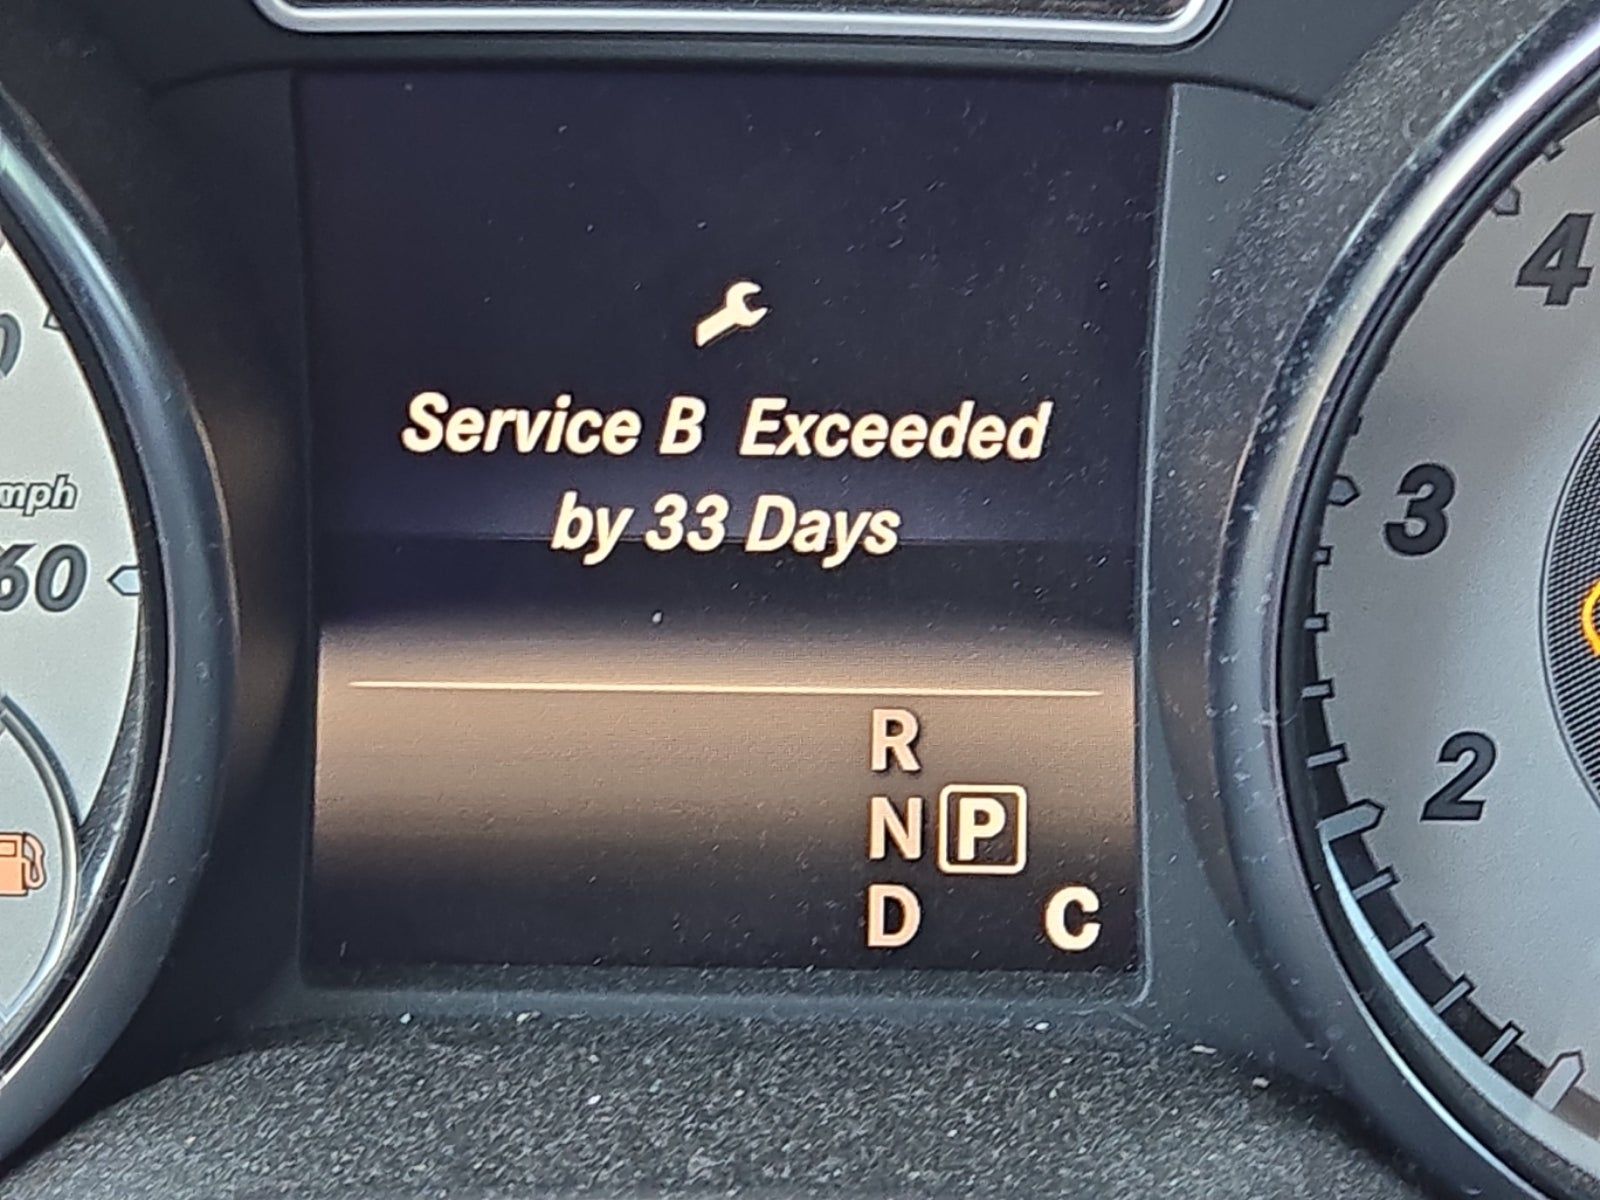 Service B Exceeded
by 33 Days
mph
60
R
N P
D C
4
3
2